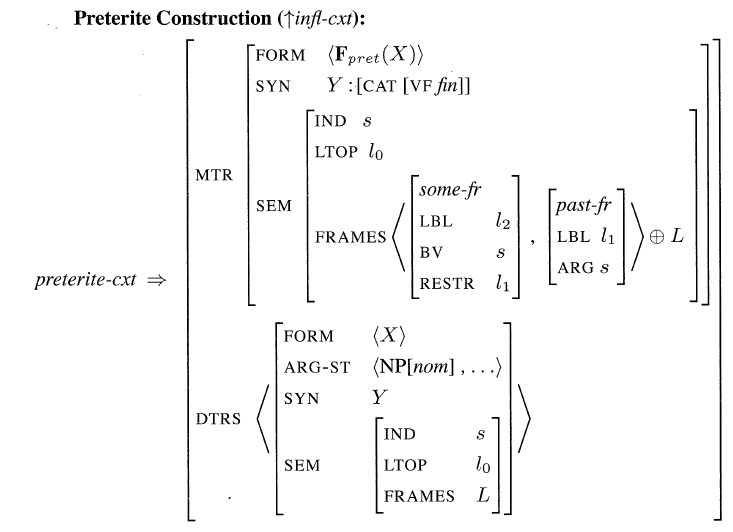 Preterite Construction (↑infl-cxt):
FORM ⟨F_pret(X)⟩
SYN Y :[CAT [VF fin]]
IND s
LTOP l₀
MTR
some-fr
SEM
LBL l₂
BV s
RESTR l₁
FRAMES
,
past-fr
LBL l₁
ARG s
⊕ L
preterite-cxt ⇒
FORM ⟨X⟩
ARG-ST ⟨NP[nom] , ...⟩
SYN Y
DTRS
IND s
SEM LTOP l₀
FRAMES L